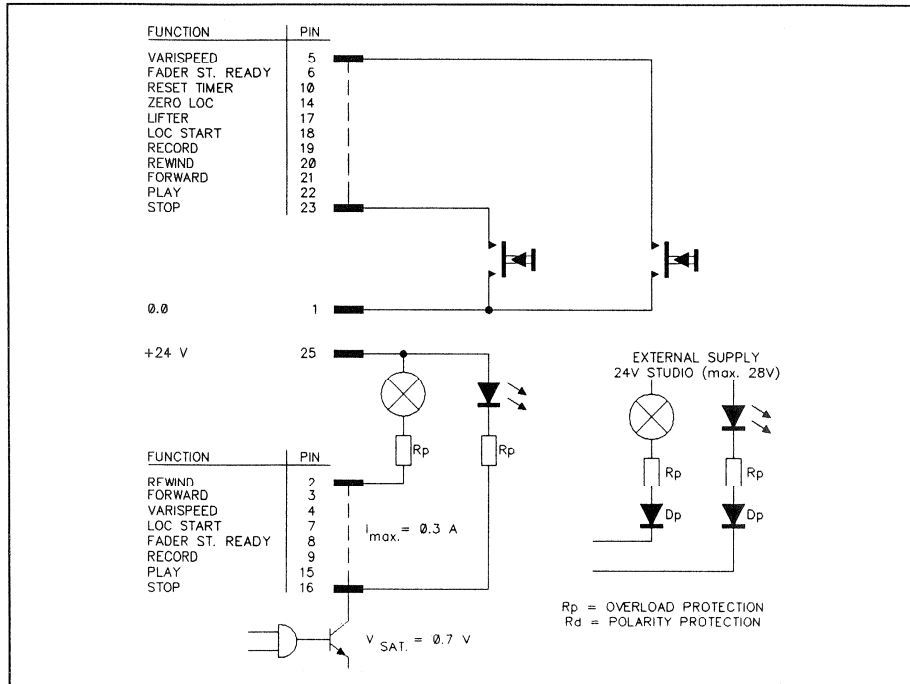 FUNCTION PIN
VARISPEED 5
FADER ST. READY 6
RESET TIMER 10
ZERO LOC 14
LIFTER 17
LOC START 18
RECORD 19
REWIND 20
FORWARD 21
PLAY 22
STOP 23
0.0 1
+24 V 25
EXTERNAL SUPPLY
24V STUDIO (max. 28V)
Rp Rp
Rp Rp
Dp Dp
FUNCTION PIN
REWIND 2
FORWARD 3
VARISPEED 4
LOC START 7
FADER ST. READY 8
RECORD 9
PLAY 15
STOP 16
Imax. = 0.3 A
Rp = OVERLOAD PROTECTION
Rd = POLARITY PROTECTION
V SAT. = 0.7 V